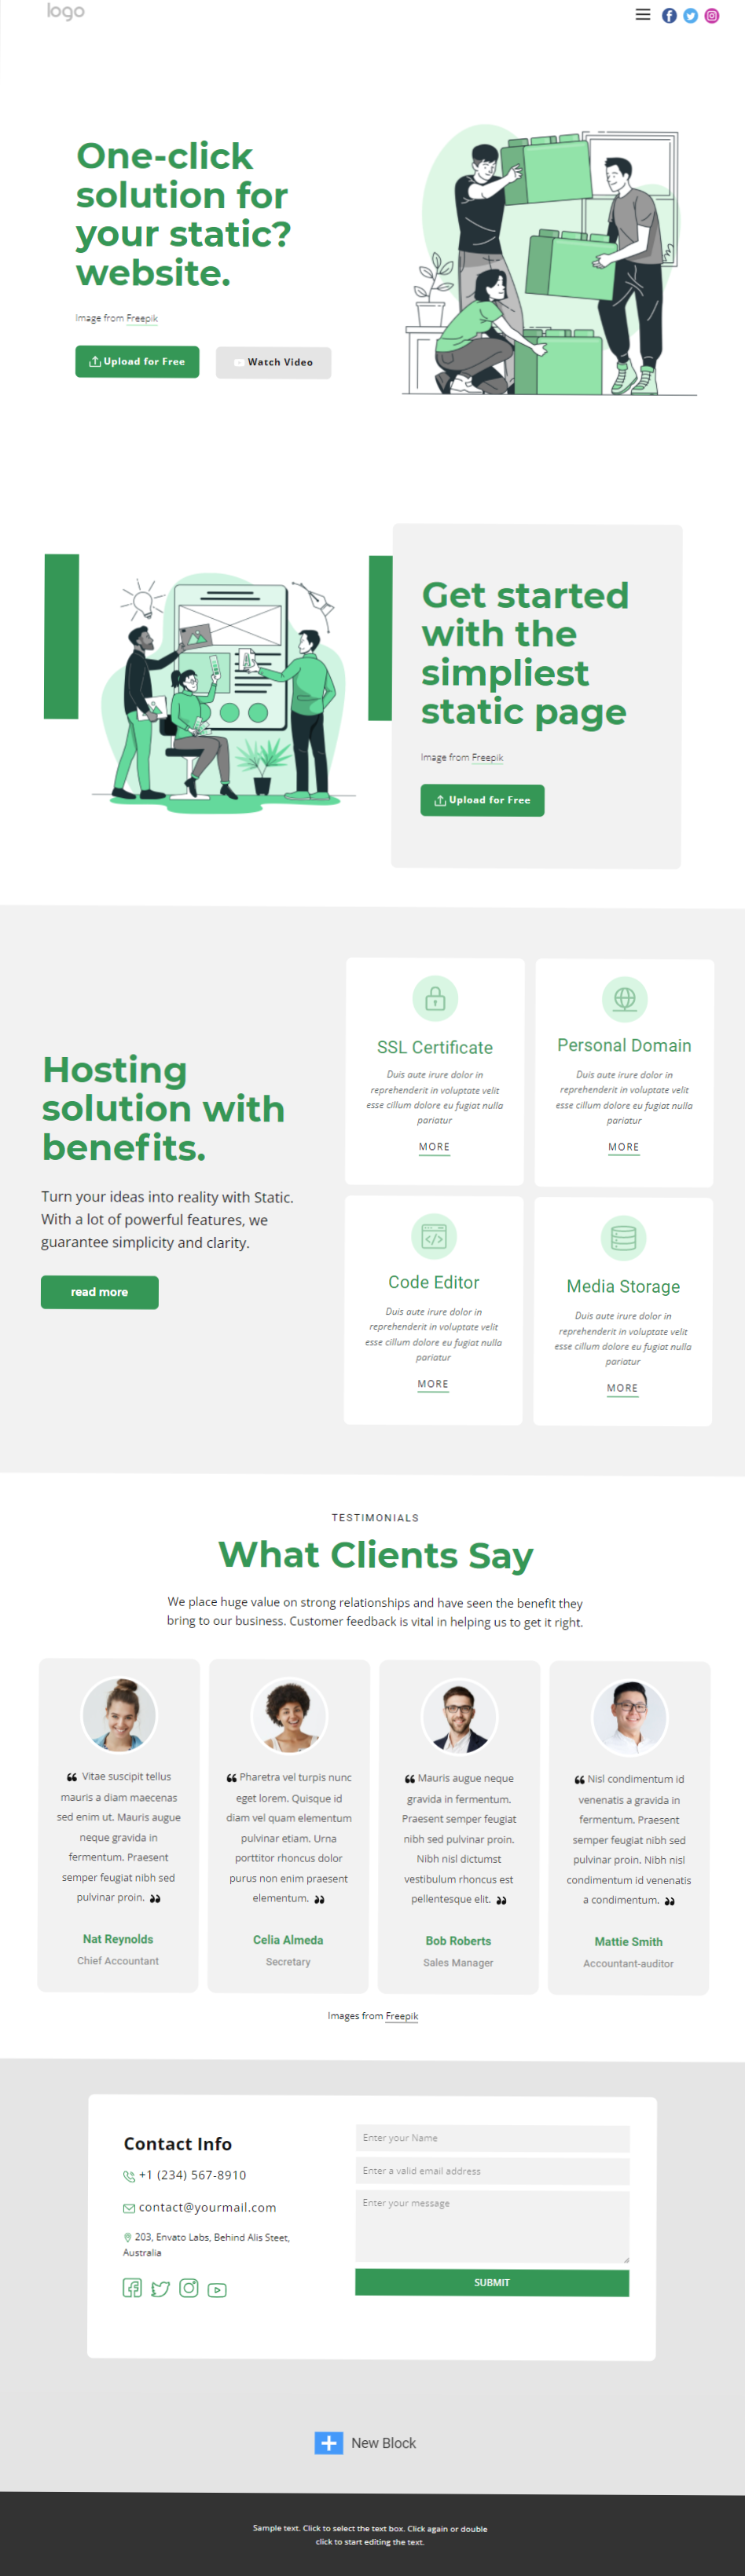 logo
One-click
solution for
your static?
website.
Image from Freepik
Upload for Free
Watch Video
Get started
with the
simpliest
static page
Image from Freepik
Upload for Free
Hosting
solution with
benefits.
Turn your ideas into reality with Static.
With a lot of powerful features, we
guarantee simplicity and clarity.
read more
SSL Certificate
Duis aute irure dolor in
reprehenderit in voluptate velit
esse cillum dolore eu fugiat nulla
pariatur
MORE
Personal Domain
Duis aute irure dolor in
reprehenderit in voluptate velit
esse cillum dolore eu fugiat nulla
pariatur
MORE
Code Editor
Duis aute irure dolor in
reprehenderit in voluptate velit
esse cillum dolore eu fugiat nulla
pariatur
MORE
Media Storage
Duis aute irure dolor in
reprehenderit in voluptate velit
esse cillum dolore eu fugiat nulla
pariatur
MORE
TESTIMONIALS
What Clients Say
We place huge value on strong relationships and have seen the benefit they
bring to our business. Customer feedback is vital in helping us to get it right.
❝ Vitae suscipit tellus
mauris a diam maecenas
sed enim ut. Mauris augue
neque gravida in
fermentum. Praesent
semper feugiat nibh sed
pulvinar proin. ❞
Nat Reynolds
Chief Accountant
❝ Pharetra vel turpis nunc
eget lorem. Quisque id
diam vel quam elementum
pulvinar etiam. Urna
porttitor rhoncus dolor
purus non enim praesent
elementum. ❞
Celia Almeda
Secretary
❝ Mauris augue neque
gravida in fermentum.
Praesent semper feugiat
nibh sed pulvinar proin.
Nibh nisl dictumst
vestibulum rhoncus est
pellentesque elit. ❞
Bob Roberts
Sales Manager
❝ Nisl condimentum id
venenatis a gravida in
fermentum. Praesent
semper feugiat nibh sed
pulvinar proin. Nibh nisl
condimentum id venenatis
a condimentum. ❞
Mattie Smith
Accountant-auditor
Images from Freepik
Contact Info
+1 (234) 567-8910
contact@yourmail.com
203, Envato Labs, Behind Alis Steet,
Australia
Enter your Name
Enter a valid email address
Enter your message
SUBMIT
New Block
Sample text. Click to select the text box. Click again or double
click to start editing the text.